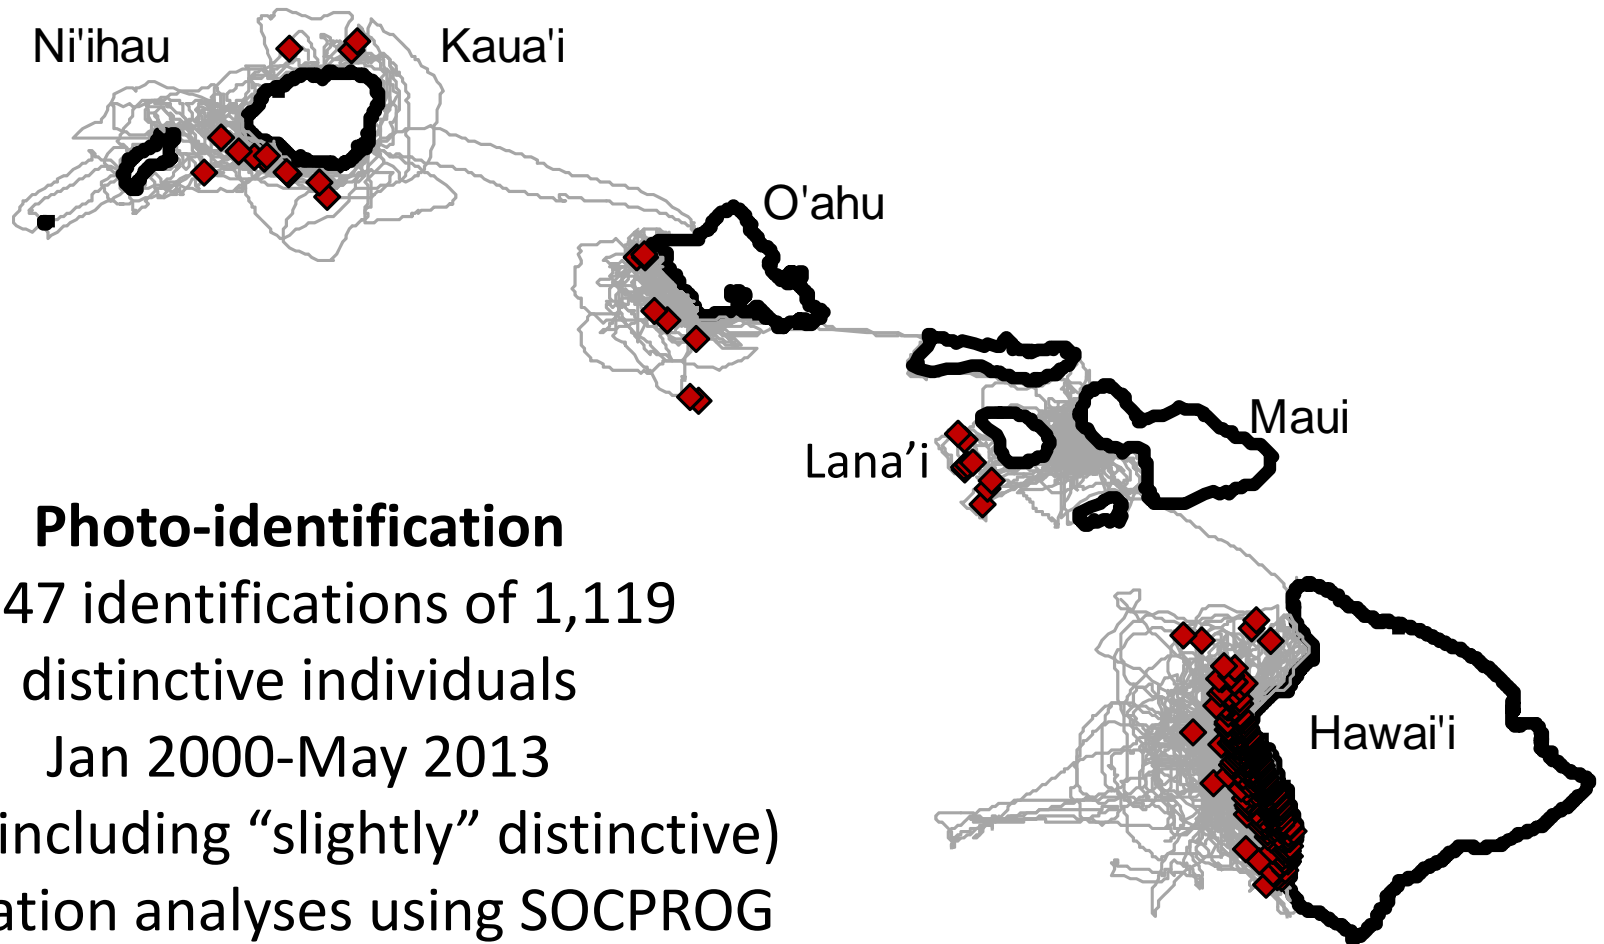 Ni'ihau
Kaua'i
O'ahu
Maui
Lana’i
Photo-identification
47 identifications of 1,119
distinctive individuals
Jan 2000-May 2013
including “slightly” distinctive)
ation analyses using SOCPROG
Hawai'i